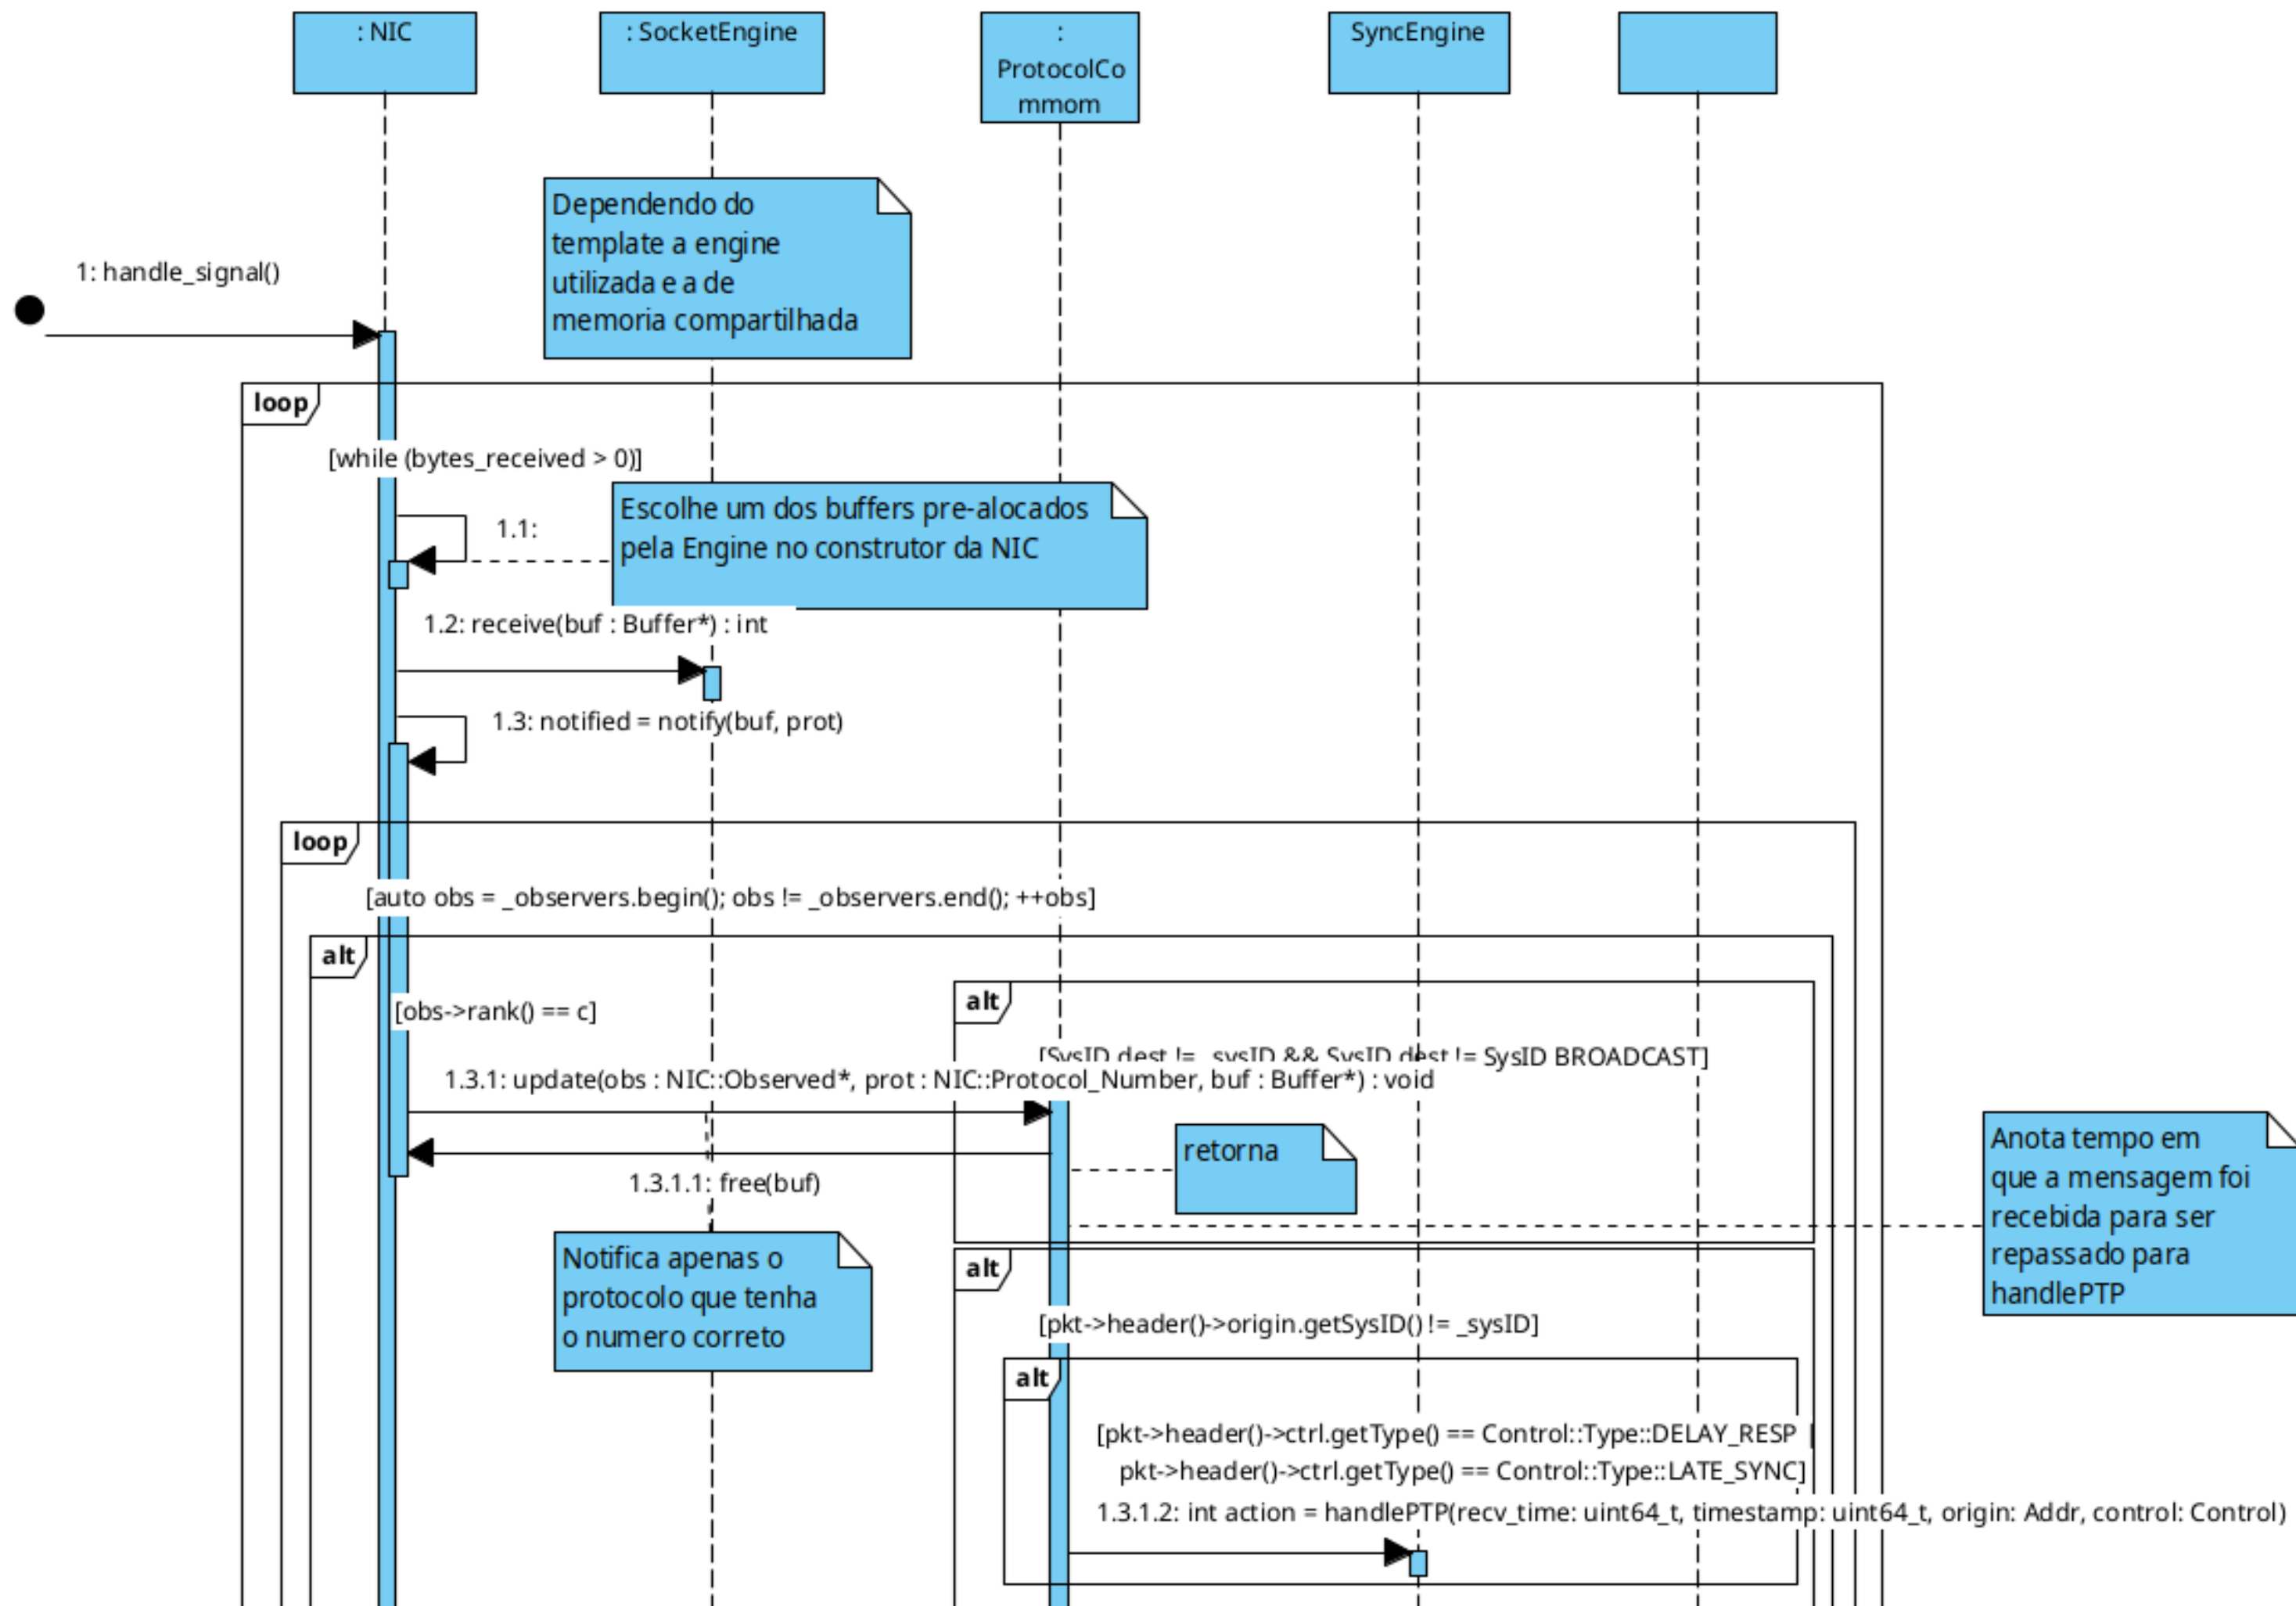 : NIC
: SocketEngine
:
ProtocolCo
mmom
SyncEngine
Dependendo do
template a engine
utilizada e a de
memoria compartilhada
1: handle_signal()
loop
[while (bytes_received > 0)]
Escolhe um dos buffers pre-alocados
pela Engine no construtor da NIC
1.1:
1.2: receive(buf : Buffer*) : int
1.3: notified = notify(buf, prot)
loop
[auto obs = _observers.begin(); obs != _observers.end(); ++obs]
alt
alt
[obs->rank() == c]
[SysID dest != _sysID && SysID dest != SysID BROADCAST]
1.3.1: update(obs : NIC::Observed*, prot : NIC::Protocol_Number, buf : Buffer*) : void
retorna
1.3.1.1: free(buf)
Anota tempo em
que a mensagem foi
recebida para ser
repassado para
handlePTP
Notifica apenas o
protocolo que tenha
o numero correto
alt
[pkt->header()->origin.getSysID() != _sysID]
alt
[pkt->header()->ctrl.getType() == Control::Type::DELAY_RESP |
pkt->header()->ctrl.getType() == Control::Type::LATE_SYNC]
1.3.1.2: int action = handlePTP(recv_time: uint64_t, timestamp: uint64_t, origin: Addr, control: Control)